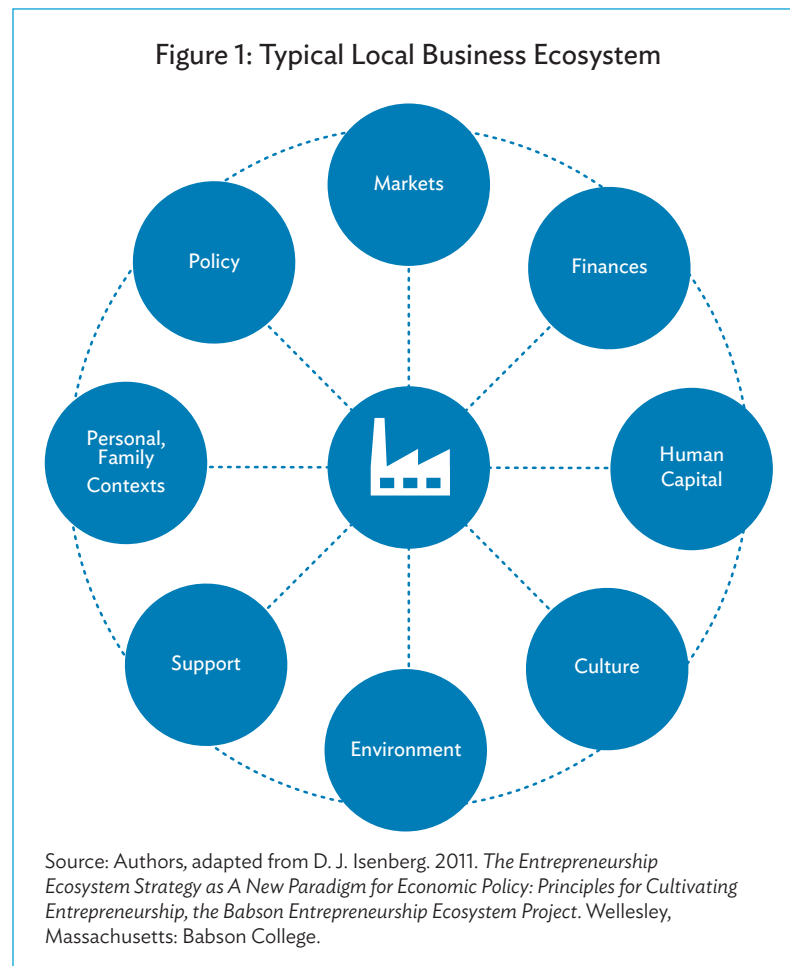 Figure 1: Typical Local Business Ecosystem
Markets
Policy
Finances
Personal,
Family
Contexts
Human
Capital
Support
Culture
Environment
Source: Authors, adapted from D. J. Isenberg. 2011. The Entrepreneurship
Ecosystem Strategy as A New Paradigm for Economic Policy: Principles for Cultivating
Entrepreneurship, the Babson Entrepreneurship Ecosystem Project. Wellesley,
Massachusetts: Babson College.